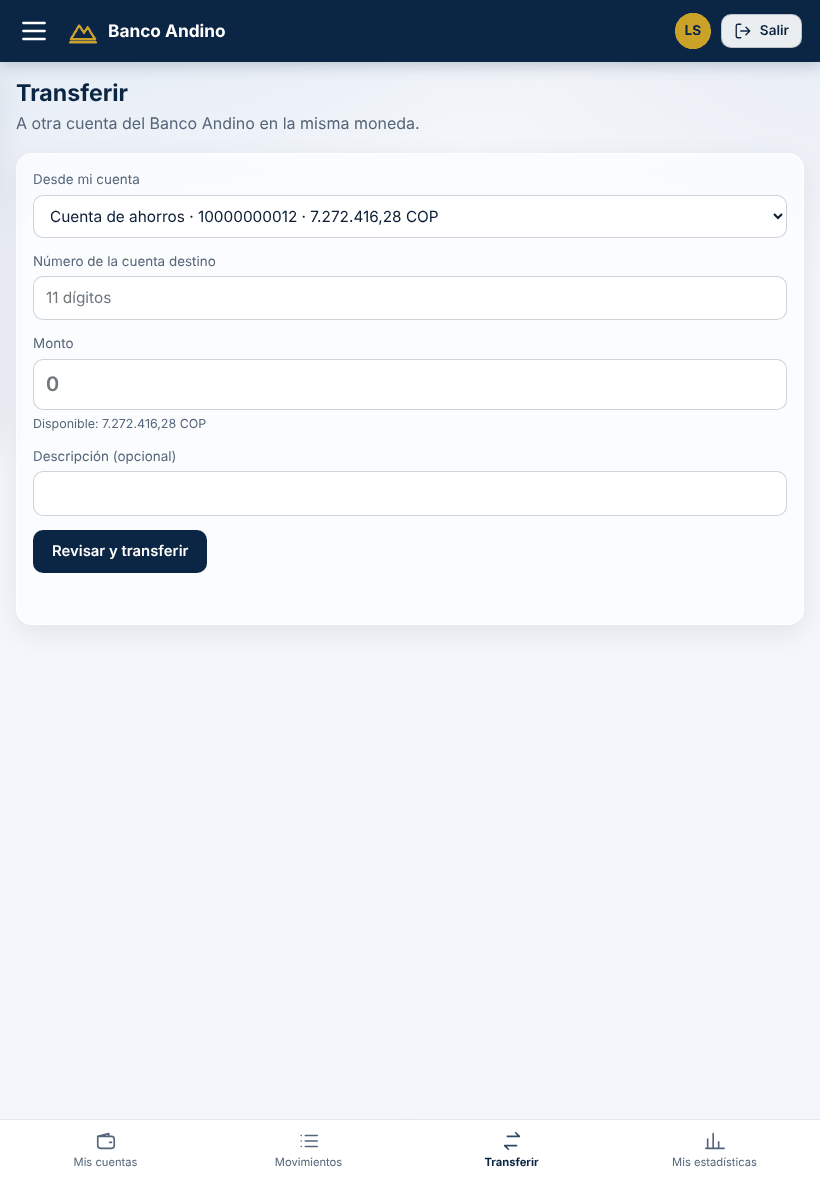 Banco Andino
LS
Salir
Transferir
A otra cuenta del Banco Andino en la misma moneda.
Desde mi cuenta
Cuenta de ahorros · 10000000012 · 7.272.416,28 COP
Número de la cuenta destino
11 dígitos
Monto
0
Disponible: 7.272.416,28 COP
Descripción (opcional)
Revisar y transferir
Mis cuentas
Movimientos
Transferir
Mis estadísticas